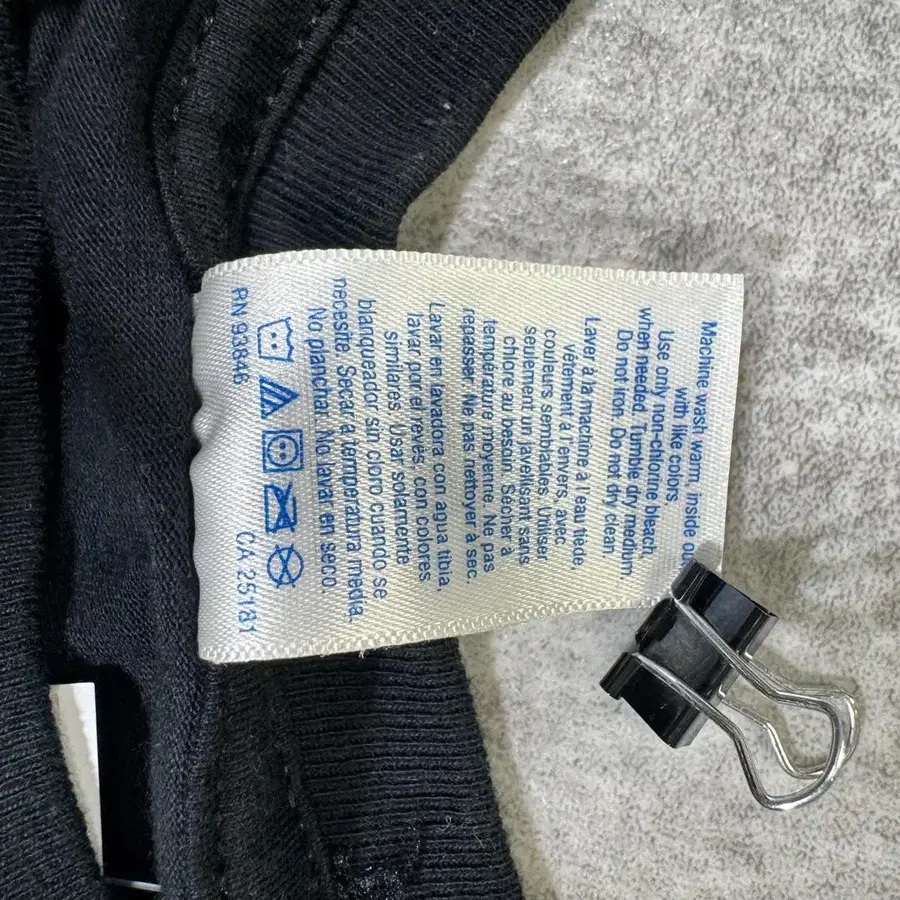 Machine wash warm, inside
with like colors.
Use only non-chlorine bleach
when needed. Tumble dry medium.
Do not iron. Do not dry clean.
Laver à la machine à l'eau tiède,
vêtement à l'envers, avec
couleurs semblables. Utiliser
seulement un javellisant sans
chlore au besoin. Sécher à
température moyenne. Ne pas
repasser. Ne pas nettoyer à sec.
Lavar en lavadora con agua tibia,
lavar por el revés, con colores
similares. Usar solamente
blanqueador sin cloro cuando se
necesite. Secar a temperatura media.
No planchar. No lavar en seco.
RN 93846 CA 25181